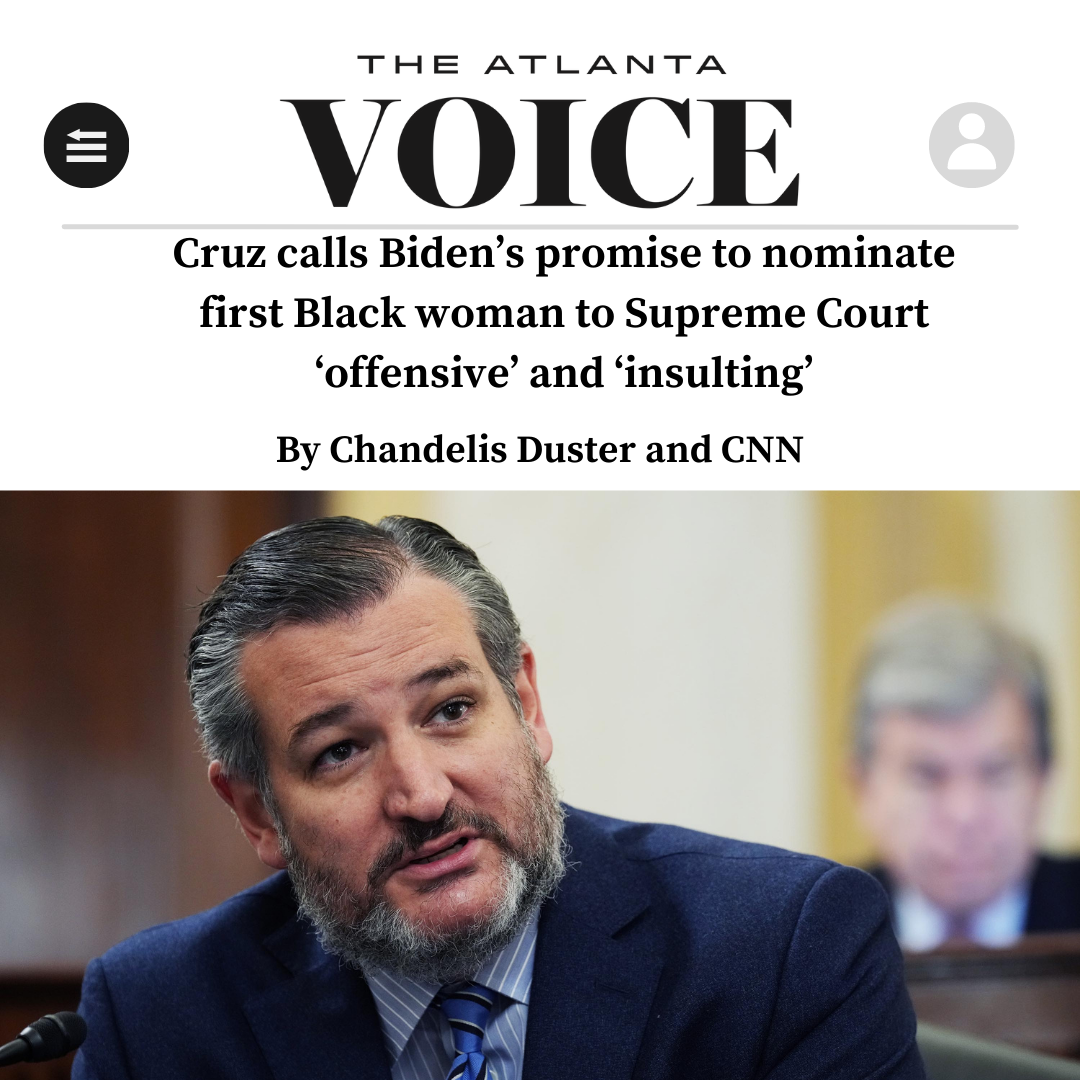 THE ATLANTA
VOICE
Cruz calls Biden’s promise to nominate
first Black woman to Supreme Court
‘offensive’ and ‘insulting’
By Chandelis Duster and CNN